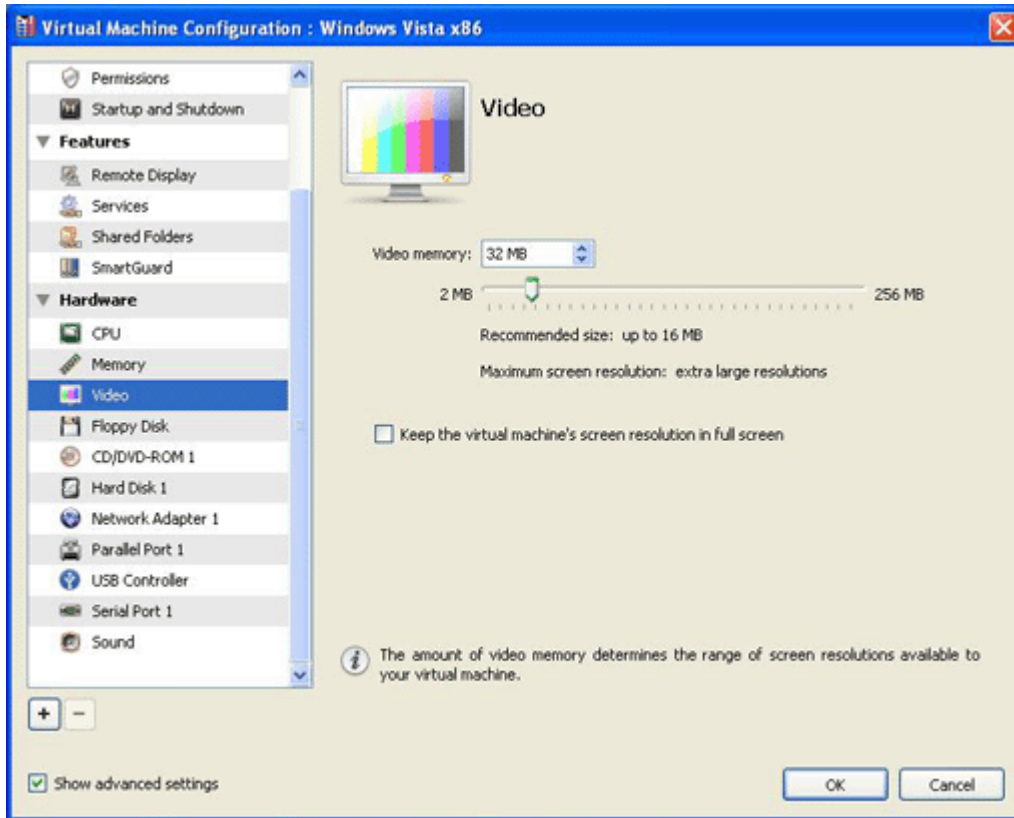 Virtual Machine Configuration : Windows Vista x86
Permissions
Startup and Shutdown
Features
Remote Display
Services
Shared Folders
SmartGuard
Hardware
CPU
Memory
Video
Floppy Disk
CD/DVD-ROM 1
Hard Disk 1
Network Adapter 1
Parallel Port 1
USB Controller
Serial Port 1
Sound
Video
Video memory: 32 MB
2 MB 256 MB
Recommended size: up to 16 MB
Maximum screen resolution: extra large resolutions
Keep the virtual machine's screen resolution in full screen
The amount of video memory determines the range of screen resolutions available to
your virtual machine.
Show advanced settings
OK Cancel